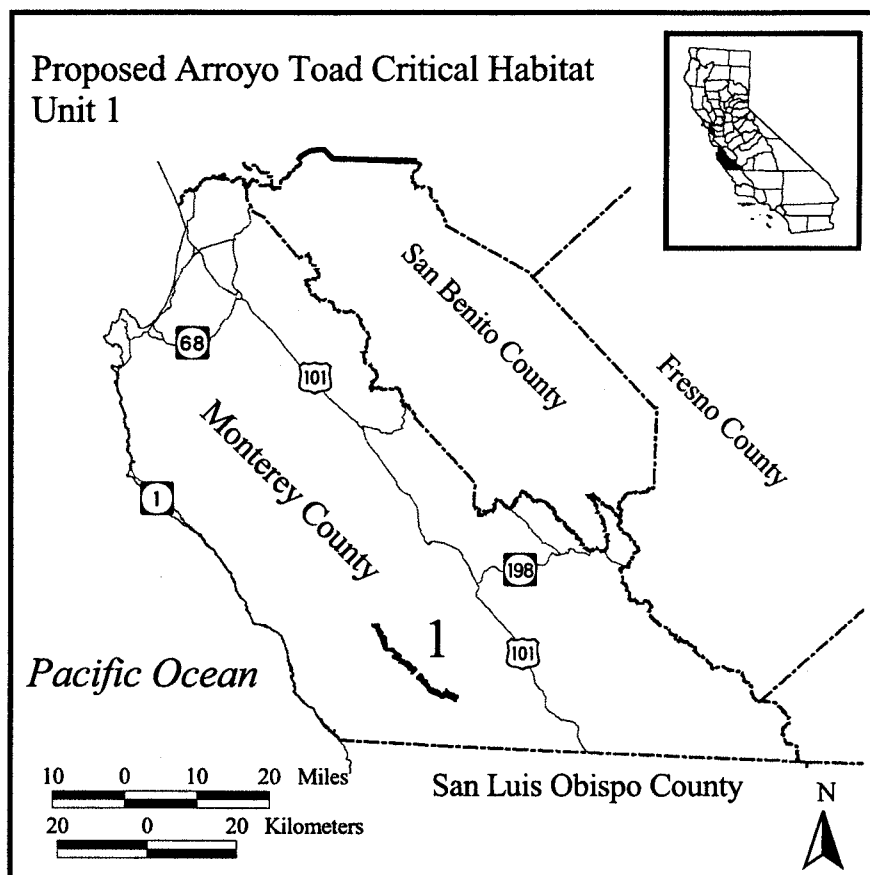 Proposed Arroyo Toad Critical Habitat
Unit 1
San Benito County
68
101
Fresno County
Monterey County
1
198
1
101
Pacific Ocean
10 0 10 20 Miles
San Luis Obispo County
N
20 0 20 Kilometers